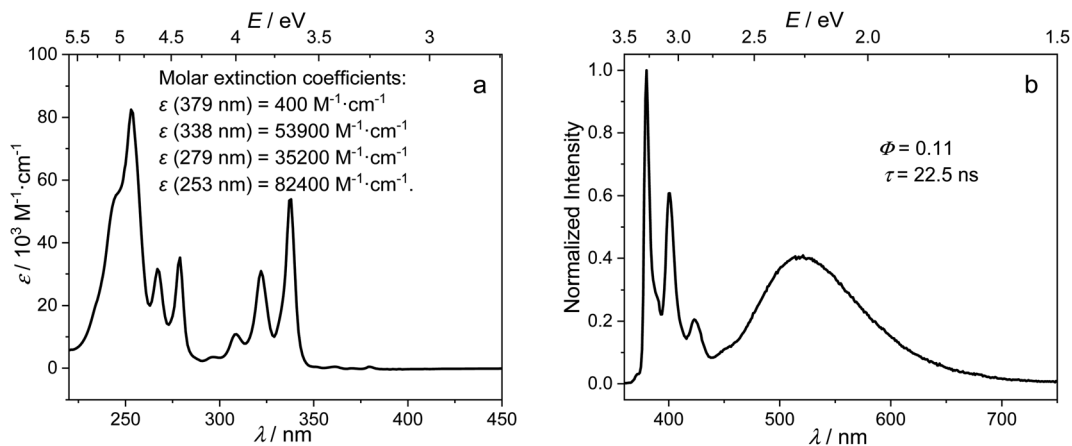 E / eV
5.5 5 4.5 4 3.5 3
100
80
60
40
20
0
ε / 10³ M⁻¹·cm⁻¹
Molar extinction coefficients:
ε (379 nm) = 400 M⁻¹·cm⁻¹
ε (338 nm) = 53900 M⁻¹·cm⁻¹
ε (279 nm) = 35200 M⁻¹·cm⁻¹
ε (253 nm) = 82400 M⁻¹·cm⁻¹.
a
250 300 350 400 450
λ / nm
E / eV
3.5 3.0 2.5 2.0 1.5
1.0
0.8
0.6
0.4
0.2
0.0
Normalized Intensity
b
Φ = 0.11
τ = 22.5 ns
400 500 600 700
λ / nm